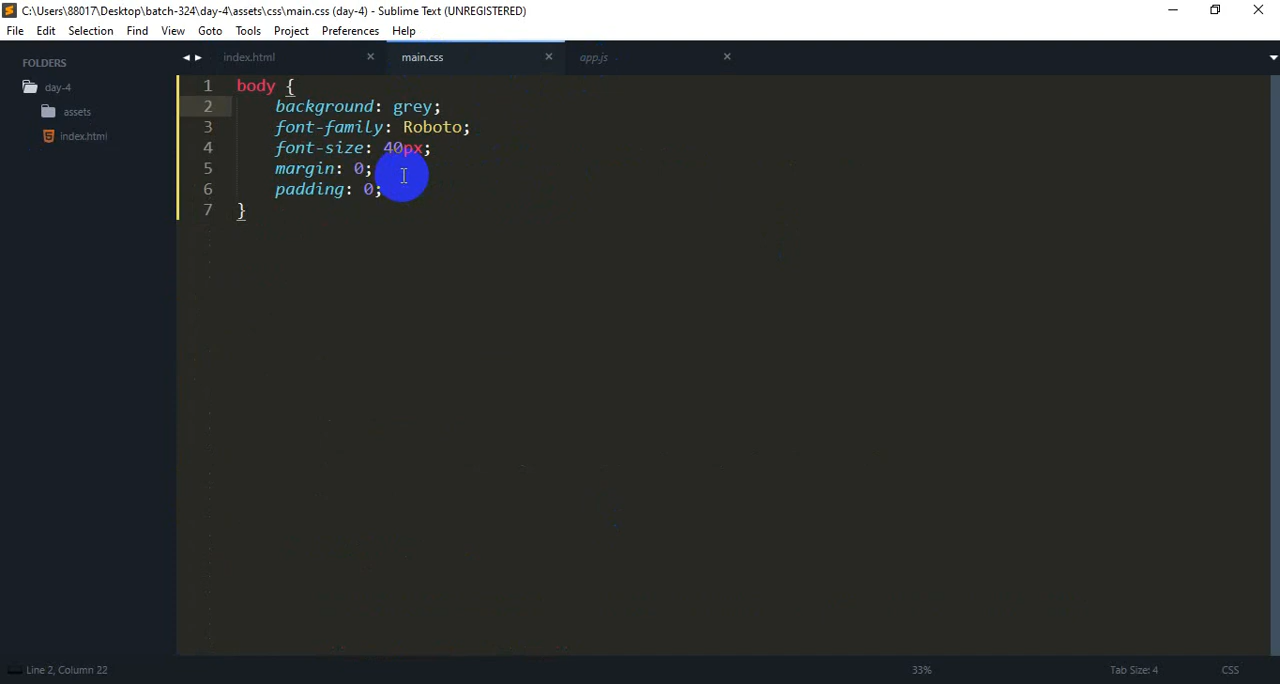 C:\Users\88017\Desktop\batch-324\day-4\assets\css\main.css (day-4) - Sublime Text (UNREGISTERED)
File Edit Selection Find View Goto Tools Project Preferences Help
FOLDERS
day-4
assets
index.html
index.html main.css app.js
1 body {
2 background: grey;
3 font-family: Roboto;
4 font-size: 40px;
5 margin: 0;
6 padding: 0;
7 }
Line 2, Column 22 33% Tab Size: 4 CSS